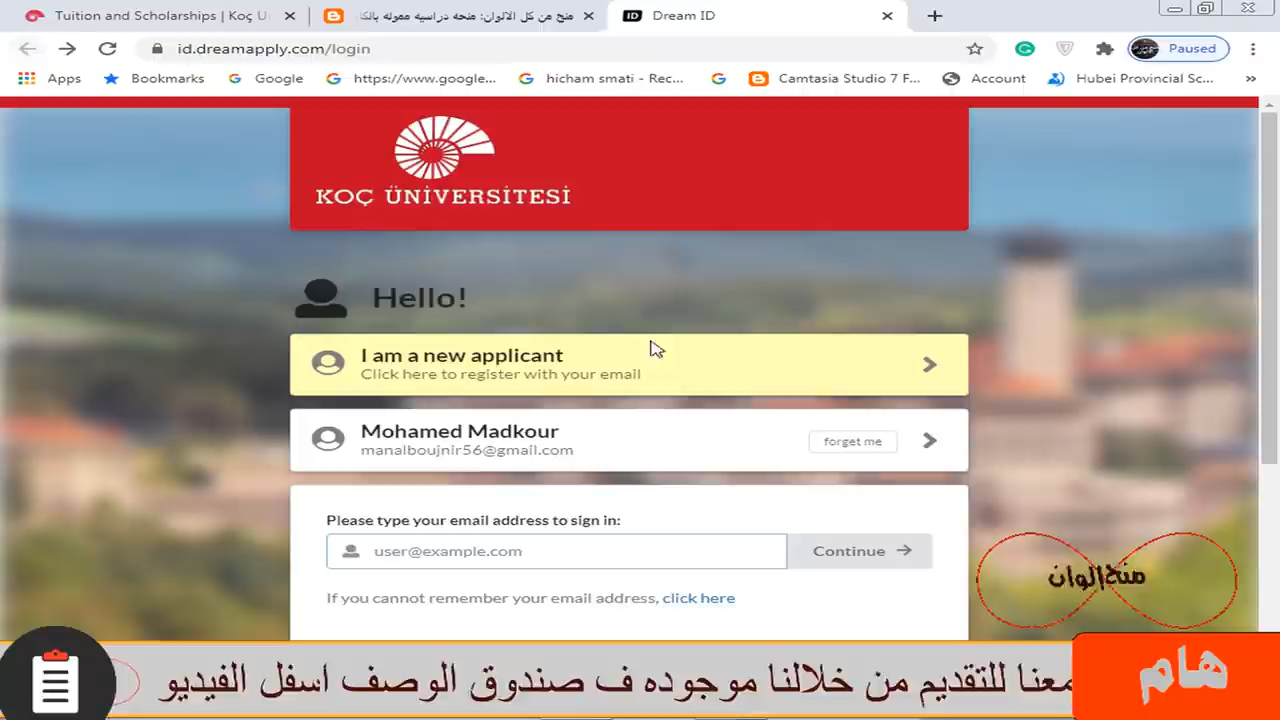 Tuition and Scholarships | Koç U
منح من كل الالوان: منحه دراسيه مموله بالكا
Dream ID
id.dreamapply.com/login
Paused
Apps
Bookmarks
Google
https://www.google...
hicham smati - Rec...
Camtasia Studio 7 F...
Account
Hubei Provincial Sc...
KOÇ ÜNİVERSİTESİ
Hello!
I am a new applicant
Click here to register with your email
Mohamed Madkour
manalboujnir56@gmail.com
forget me
Please type your email address to sign in:
user@example.com
Continue
If you cannot remember your email address, click here
منح الوان
هام
معنا للتقديم من خلالنا موجوده ف صندوق الوصف اسفل الفيديو